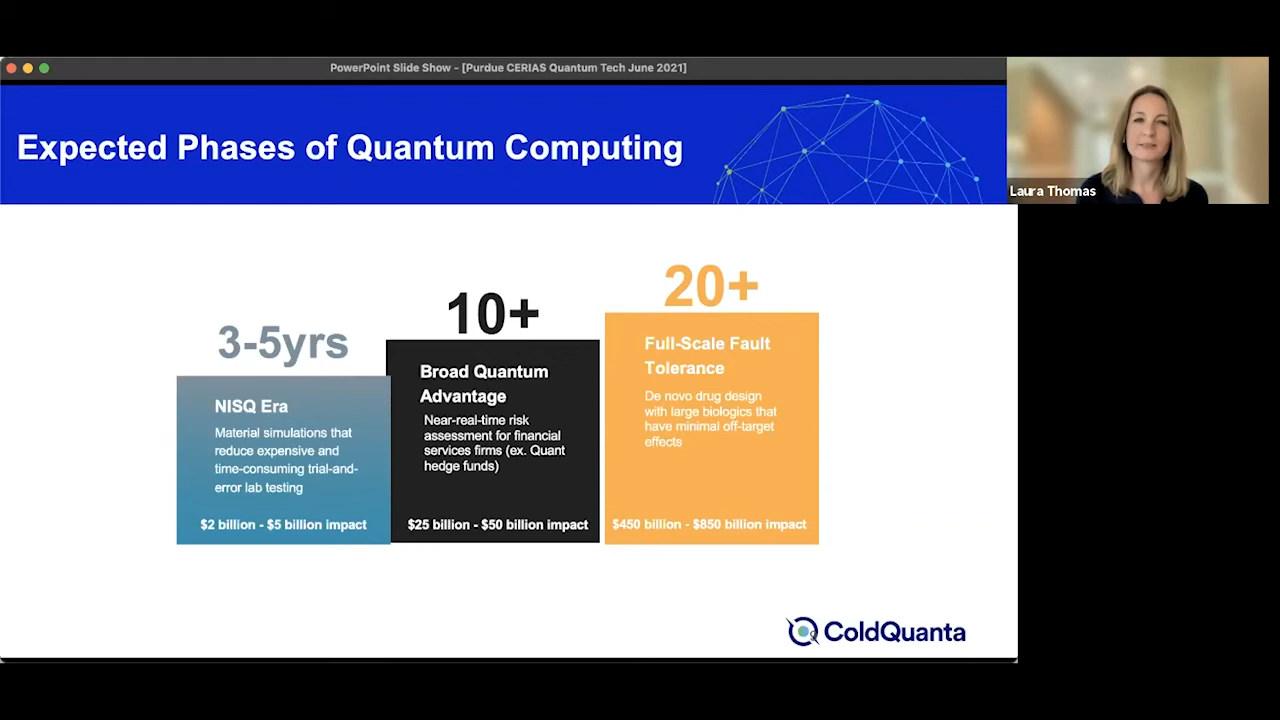 PowerPoint Slide Show - [Purdue CERIAS Quantum Tech June 2021]
Expected Phases of Quantum Computing
Laura Thomas
3-5yrs
NISQ Era
Material simulations that
reduce expensive and
time-consuming trial-and-
error lab testing
$2 billion - $5 billion impact
10+
Broad Quantum
Advantage
Near-real-time risk
assessment for financial
services firms (ex. Quant
hedge funds)
$25 billion - $50 billion impact
20+
Full-Scale Fault
Tolerance
De novo drug design
with large biologics that
have minimal off-target
effects
$450 billion - $850 billion impact
ColdQuanta